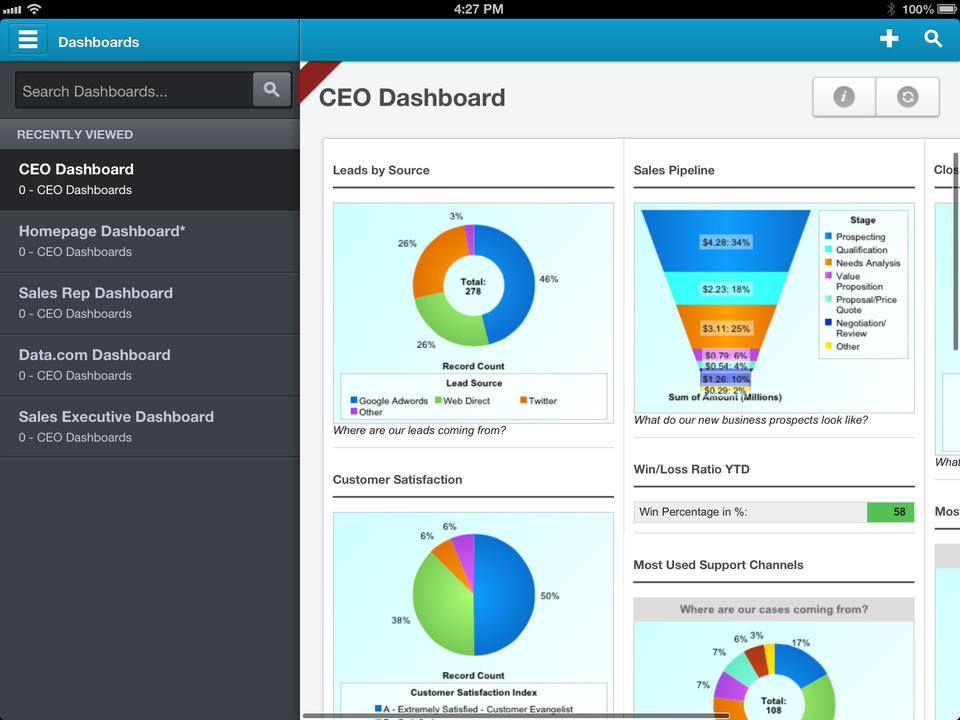 4:27 PM
100%
Dashboards
Search Dashboards...
RECENTLY VIEWED
CEO Dashboard
0 - CEO Dashboards
Homepage Dashboard*
0 - CEO Dashboards
Sales Rep Dashboard
0 - CEO Dashboards
Data.com Dashboard
0 - CEO Dashboards
Sales Executive Dashboard
0 - CEO Dashboards
CEO Dashboard
i
Leads by Source
3%
26%
46%
Total:
278
26%
Record Count
Lead Source
Google Adwords Web Direct Twitter
Other
Where are our leads coming from?
Customer Satisfaction
6%
6%
50%
38%
Record Count
Customer Satisfaction Index
A - Extremely Satisfied - Customer Evangelist
Sales Pipeline
$4.28: 34%
$2.23: 18%
$3.11: 25%
$0.79: 6%
$0.54: 4%
$1.26: 10%
$0.29: 2%
Sum of Amount (Millions)
Stage
Prospecting
Qualification
Needs Analysis
Value
Proposition
Proposal/Price
Quote
Negotiation/
Review
Other
What do our new business prospects look like?
Win/Loss Ratio YTD
Win Percentage in %: 58
Most Used Support Channels
Where are our cases coming from?
6% 3%
17%
7%
7%
Total:
108
Clos
What
Mos